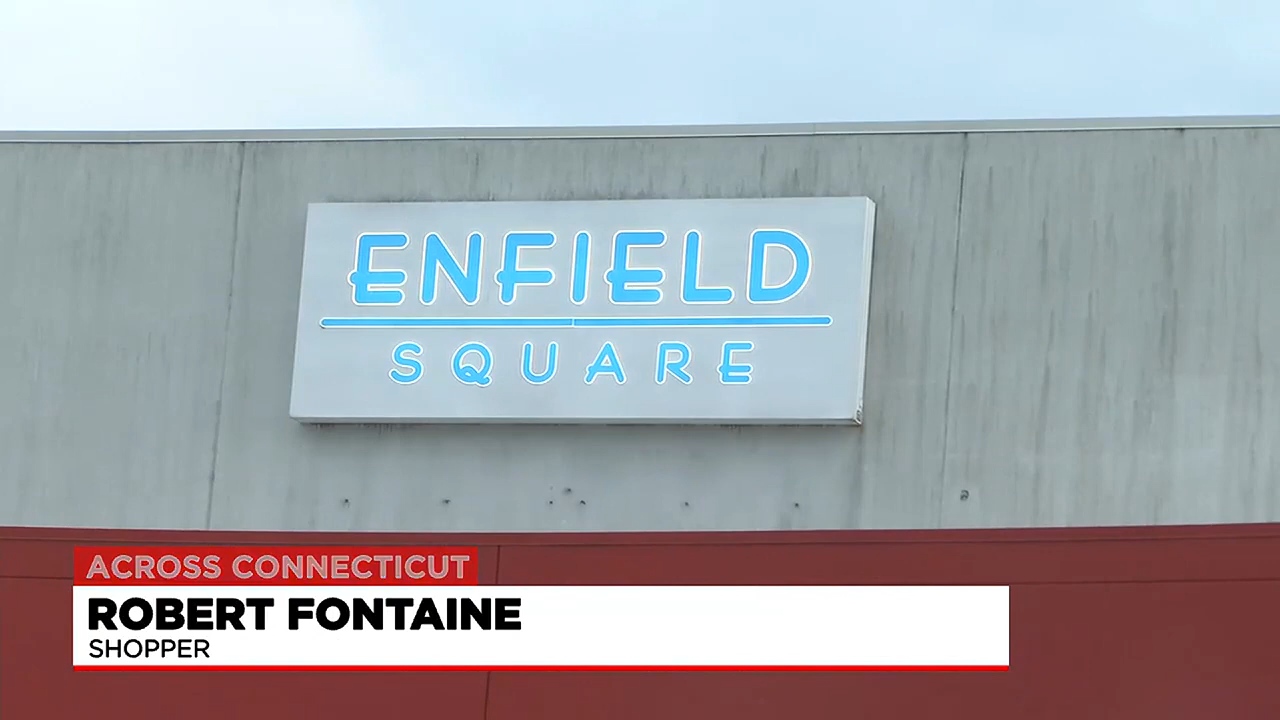 ENFIELD
SQUARE
ACROSS CONNECTICUT
ROBERT FONTAINE
SHOPPER